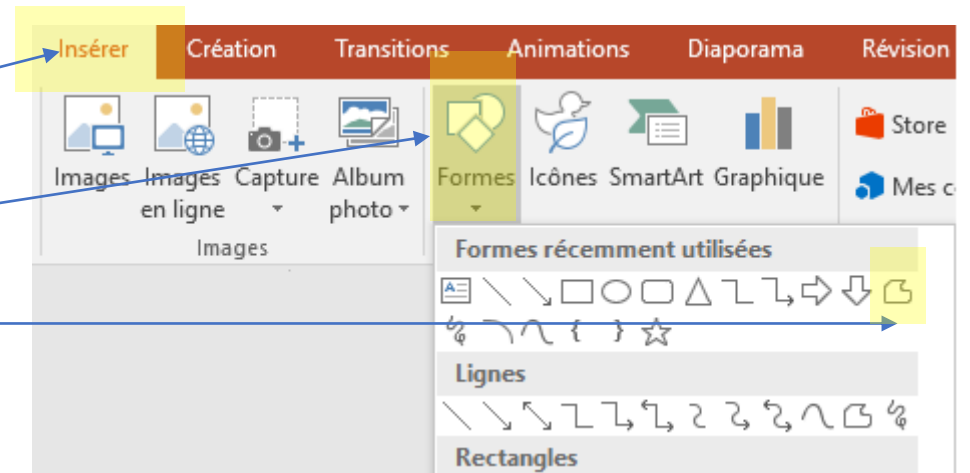 Insérer Création Transitions Animations Diaporama Révision
Images Images en ligne Capture Album photo Formes Icônes SmartArt Graphique
Store
Mes c
Images
Formes récemment utilisées
Lignes
Rectangles